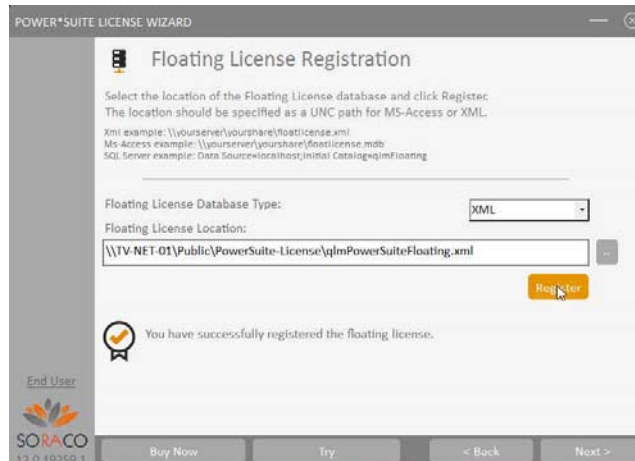 POWER*SUITE LICENSE WIZARD
Floating License Registration
Select the location of the Floating License database and click Register.
The location should be specified as a UNC path for MS-Access or XML.
Xml example: \\yourserver\yourshare\floatlicense.xml
Ms-Access example: \\yourserver\yourshare\floatlicense.mdb
SQL Server example: Data Source=localhost;Initial Catalog=qlmFloating
Floating License Database Type:
XML
Floating License Location:
\\TV-NET-01\Public\PowerSuite-License\qlmPowerSuiteFloating.xml
..
Register
You have successfully registered the floating license.
End User
SORACO
12.0.19259.1
Buy Now
Try
< Back
Next >